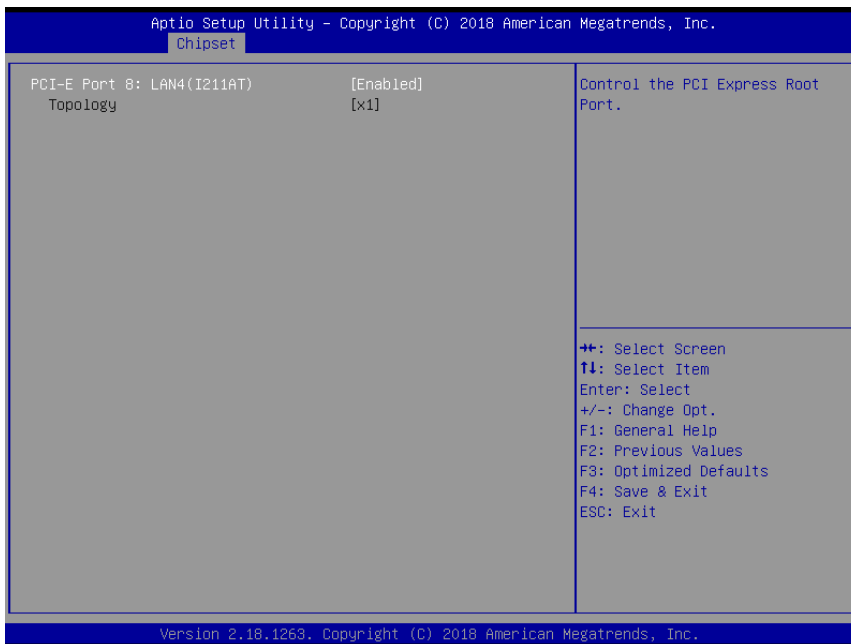 Aptio Setup Utility – Copyright (C) 2018 American Megatrends, Inc.
Chipset
PCI-E Port 8: LAN4(I211AT) [Enabled]
Topology [x1]
Control the PCI Express Root
Port.
→←: Select Screen
↑↓: Select Item
Enter: Select
+/-: Change Opt.
F1: General Help
F2: Previous Values
F3: Optimized Defaults
F4: Save & Exit
ESC: Exit
Version 2.18.1263. Copyright (C) 2018 American Megatrends, Inc.